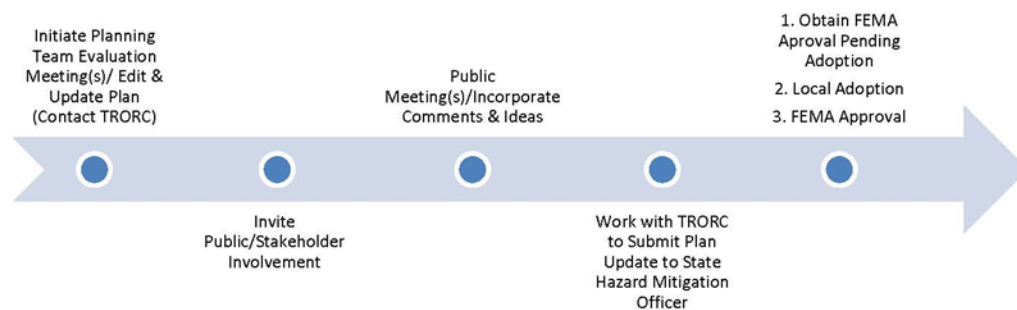 Initiate Planning
Team Evaluation
Meeting(s)/ Edit &
Update Plan
(Contact TRORC)
Invite
Public/Stakeholder
Involvement
Public
Meeting(s)/Incorporate
Comments & Ideas
Work with TRORC
to Submit Plan
Update to State
Hazard Mitigation
Officer
1. Obtain FEMA
Aproval Pending
Adoption
2. Local Adoption
3. FEMA Approval